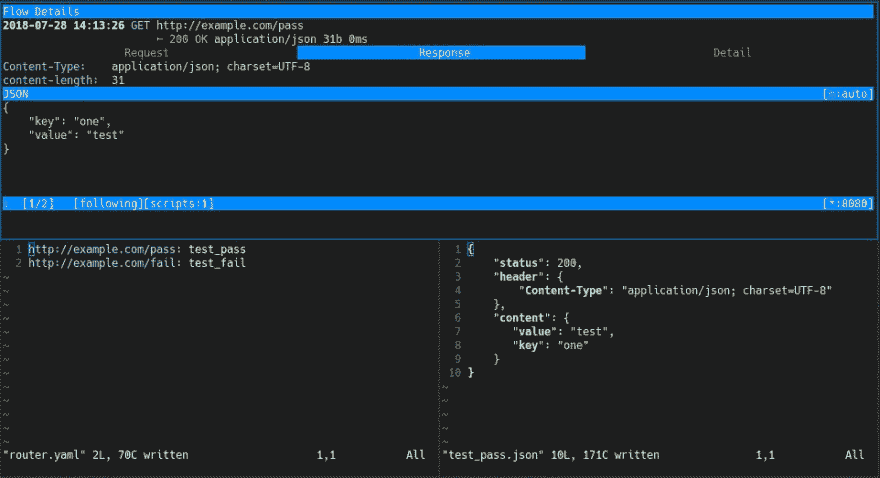 Flow Details
2018-07-28 14:13:26 GET http://example.com/pass
← 200 OK application/json 31b 0ms
Request Response Detail
Content-Type: application/json; charset=UTF-8
content-length: 31
JSON [m:auto]
{
"key": "one",
"value": "test"
}
[1/2] [following][scripts:1] [*:8080]
1 http://example.com/pass: test_pass
2 http://example.com/fail: test_fail
~
~
~
~
~
~
~
~
~
~
~
"router.yaml" 2L, 70C written 1,1 All
1 {
2 "status": 200,
3 "header": {
4 "Content-Type": "application/json; charset=UTF-8"
5 },
6 "content": {
7 "value": "test",
8 "key": "one"
9 }
10 }
~
~
~
~
"test_pass.json" 10L, 171C written 1,1 All